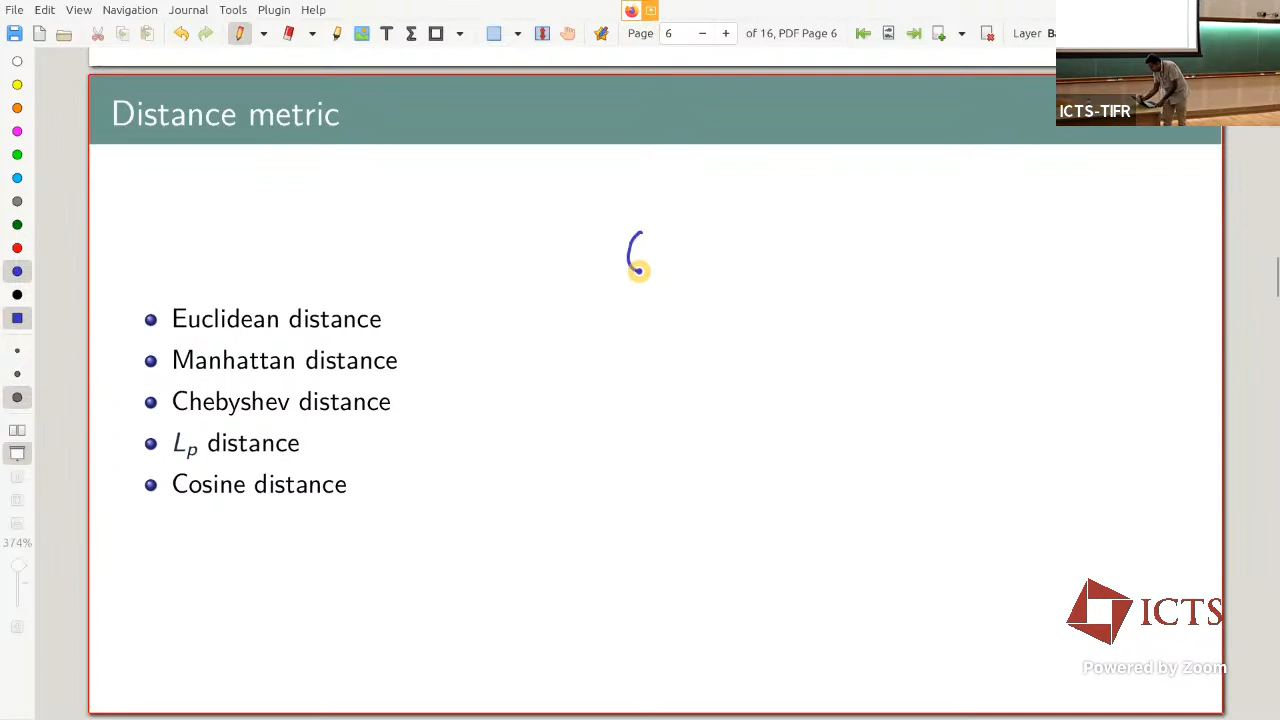 File Edit View Navigation Journal Tools Plugin Help
Page 6 − + of 16, PDF Page 6 Layer Ba
ICTS-TIFR
Distance metric
(
Euclidean distance
Manhattan distance
Chebyshev distance
Lp distance
Cosine distance
374%
ICTS
Powered by Zoom